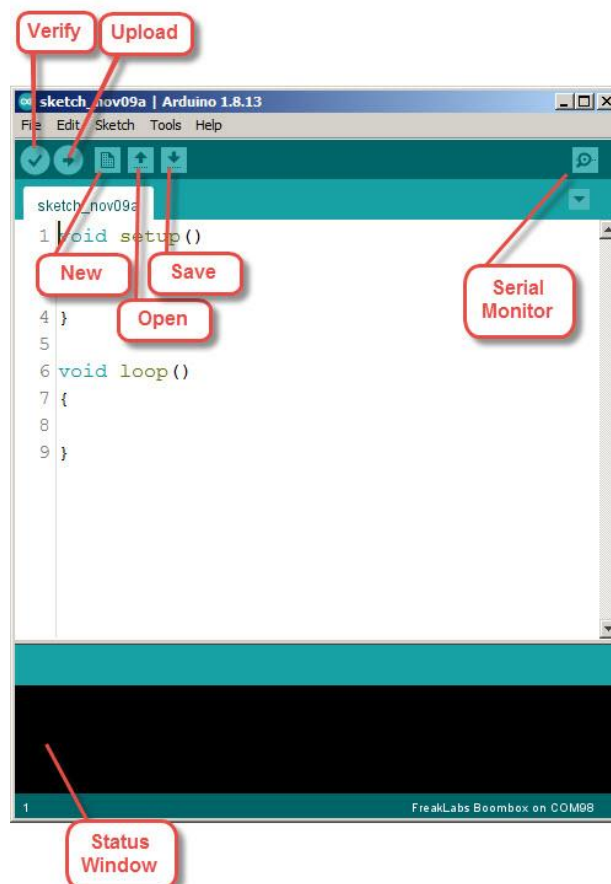 Verify
Upload
sketch_nov09a | Arduino 1.8.13
File Edit Sketch Tools Help
sketch_nov09a
1 void setup()
New
Save
Open
Serial
Monitor
4 }
5
6 void loop()
7 {
8
9 }
1
FreakLabs Boombox on COM98
Status
Window